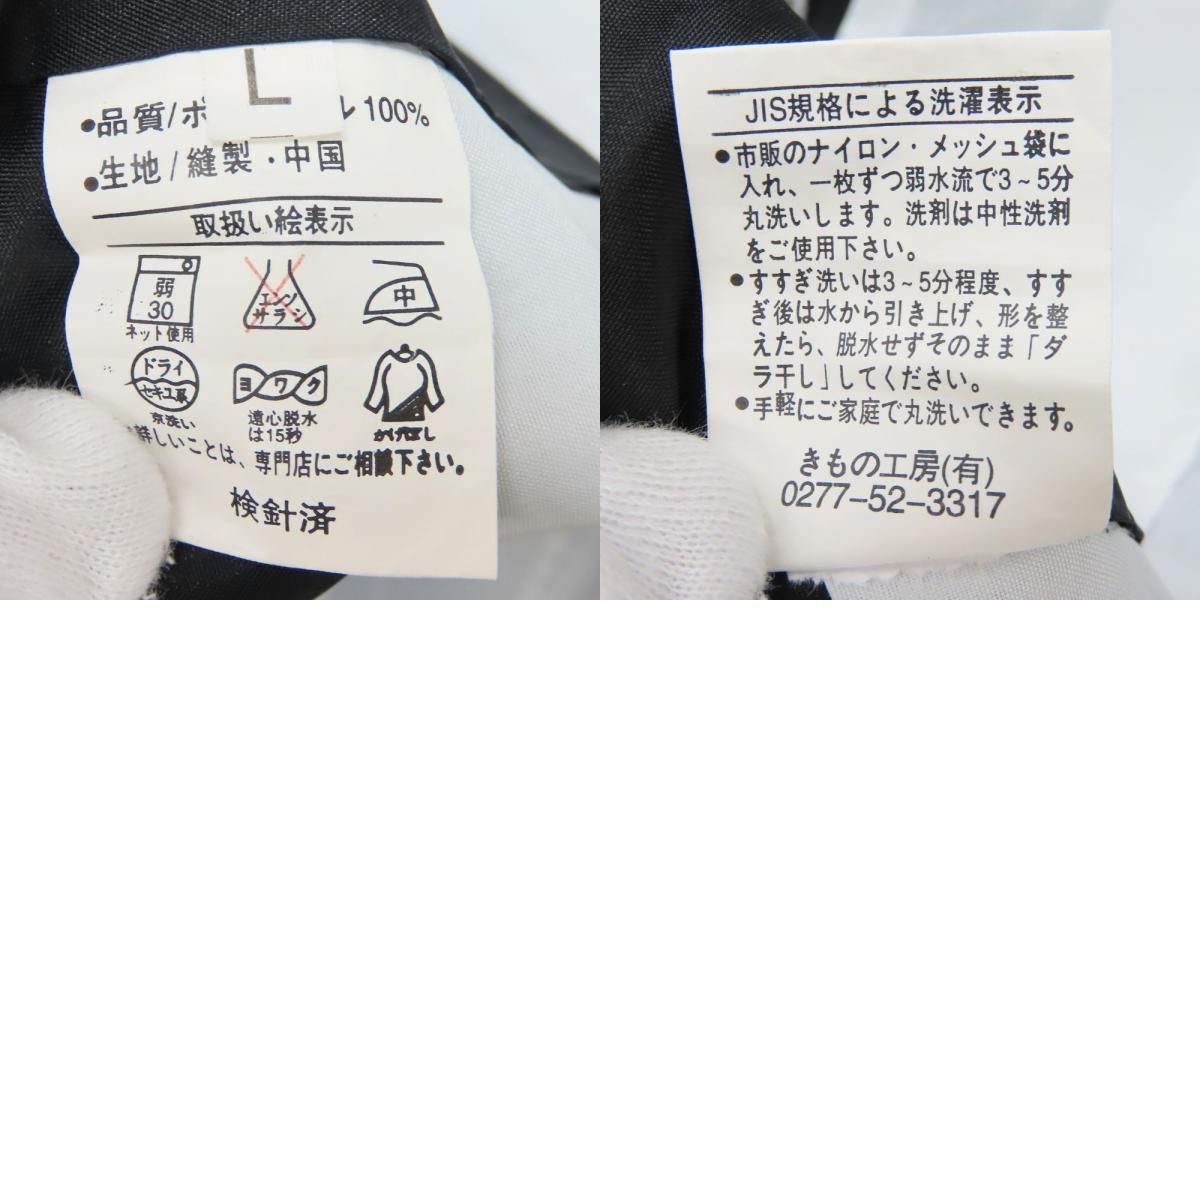 L
●品質/ポ ル100%
●生地/縫製・中国
取扱い絵表示
弱
30
ネット使用
エンソ
サラシ
中
ドライ
セキユ系
京洗い
ヨワク
遠心脱水
は15秒
詳しいことは、専門店にご相談下さい。
検針済
JIS規格による洗濯表示
●市販のナイロン・メッシュ袋に
入れ、一枚ずつ弱水流で3~5分
丸洗いします。洗剤は中性洗剤
をご使用下さい。
●すすぎ洗いは3~5分程度、すす
ぎ後は水から引き上げ、形を整
えたら、脱水せずそのまま「ダ
ラ干し」してください。
●手軽にご家庭で丸洗いできます。
きもの工房(有)
0277-52-3317